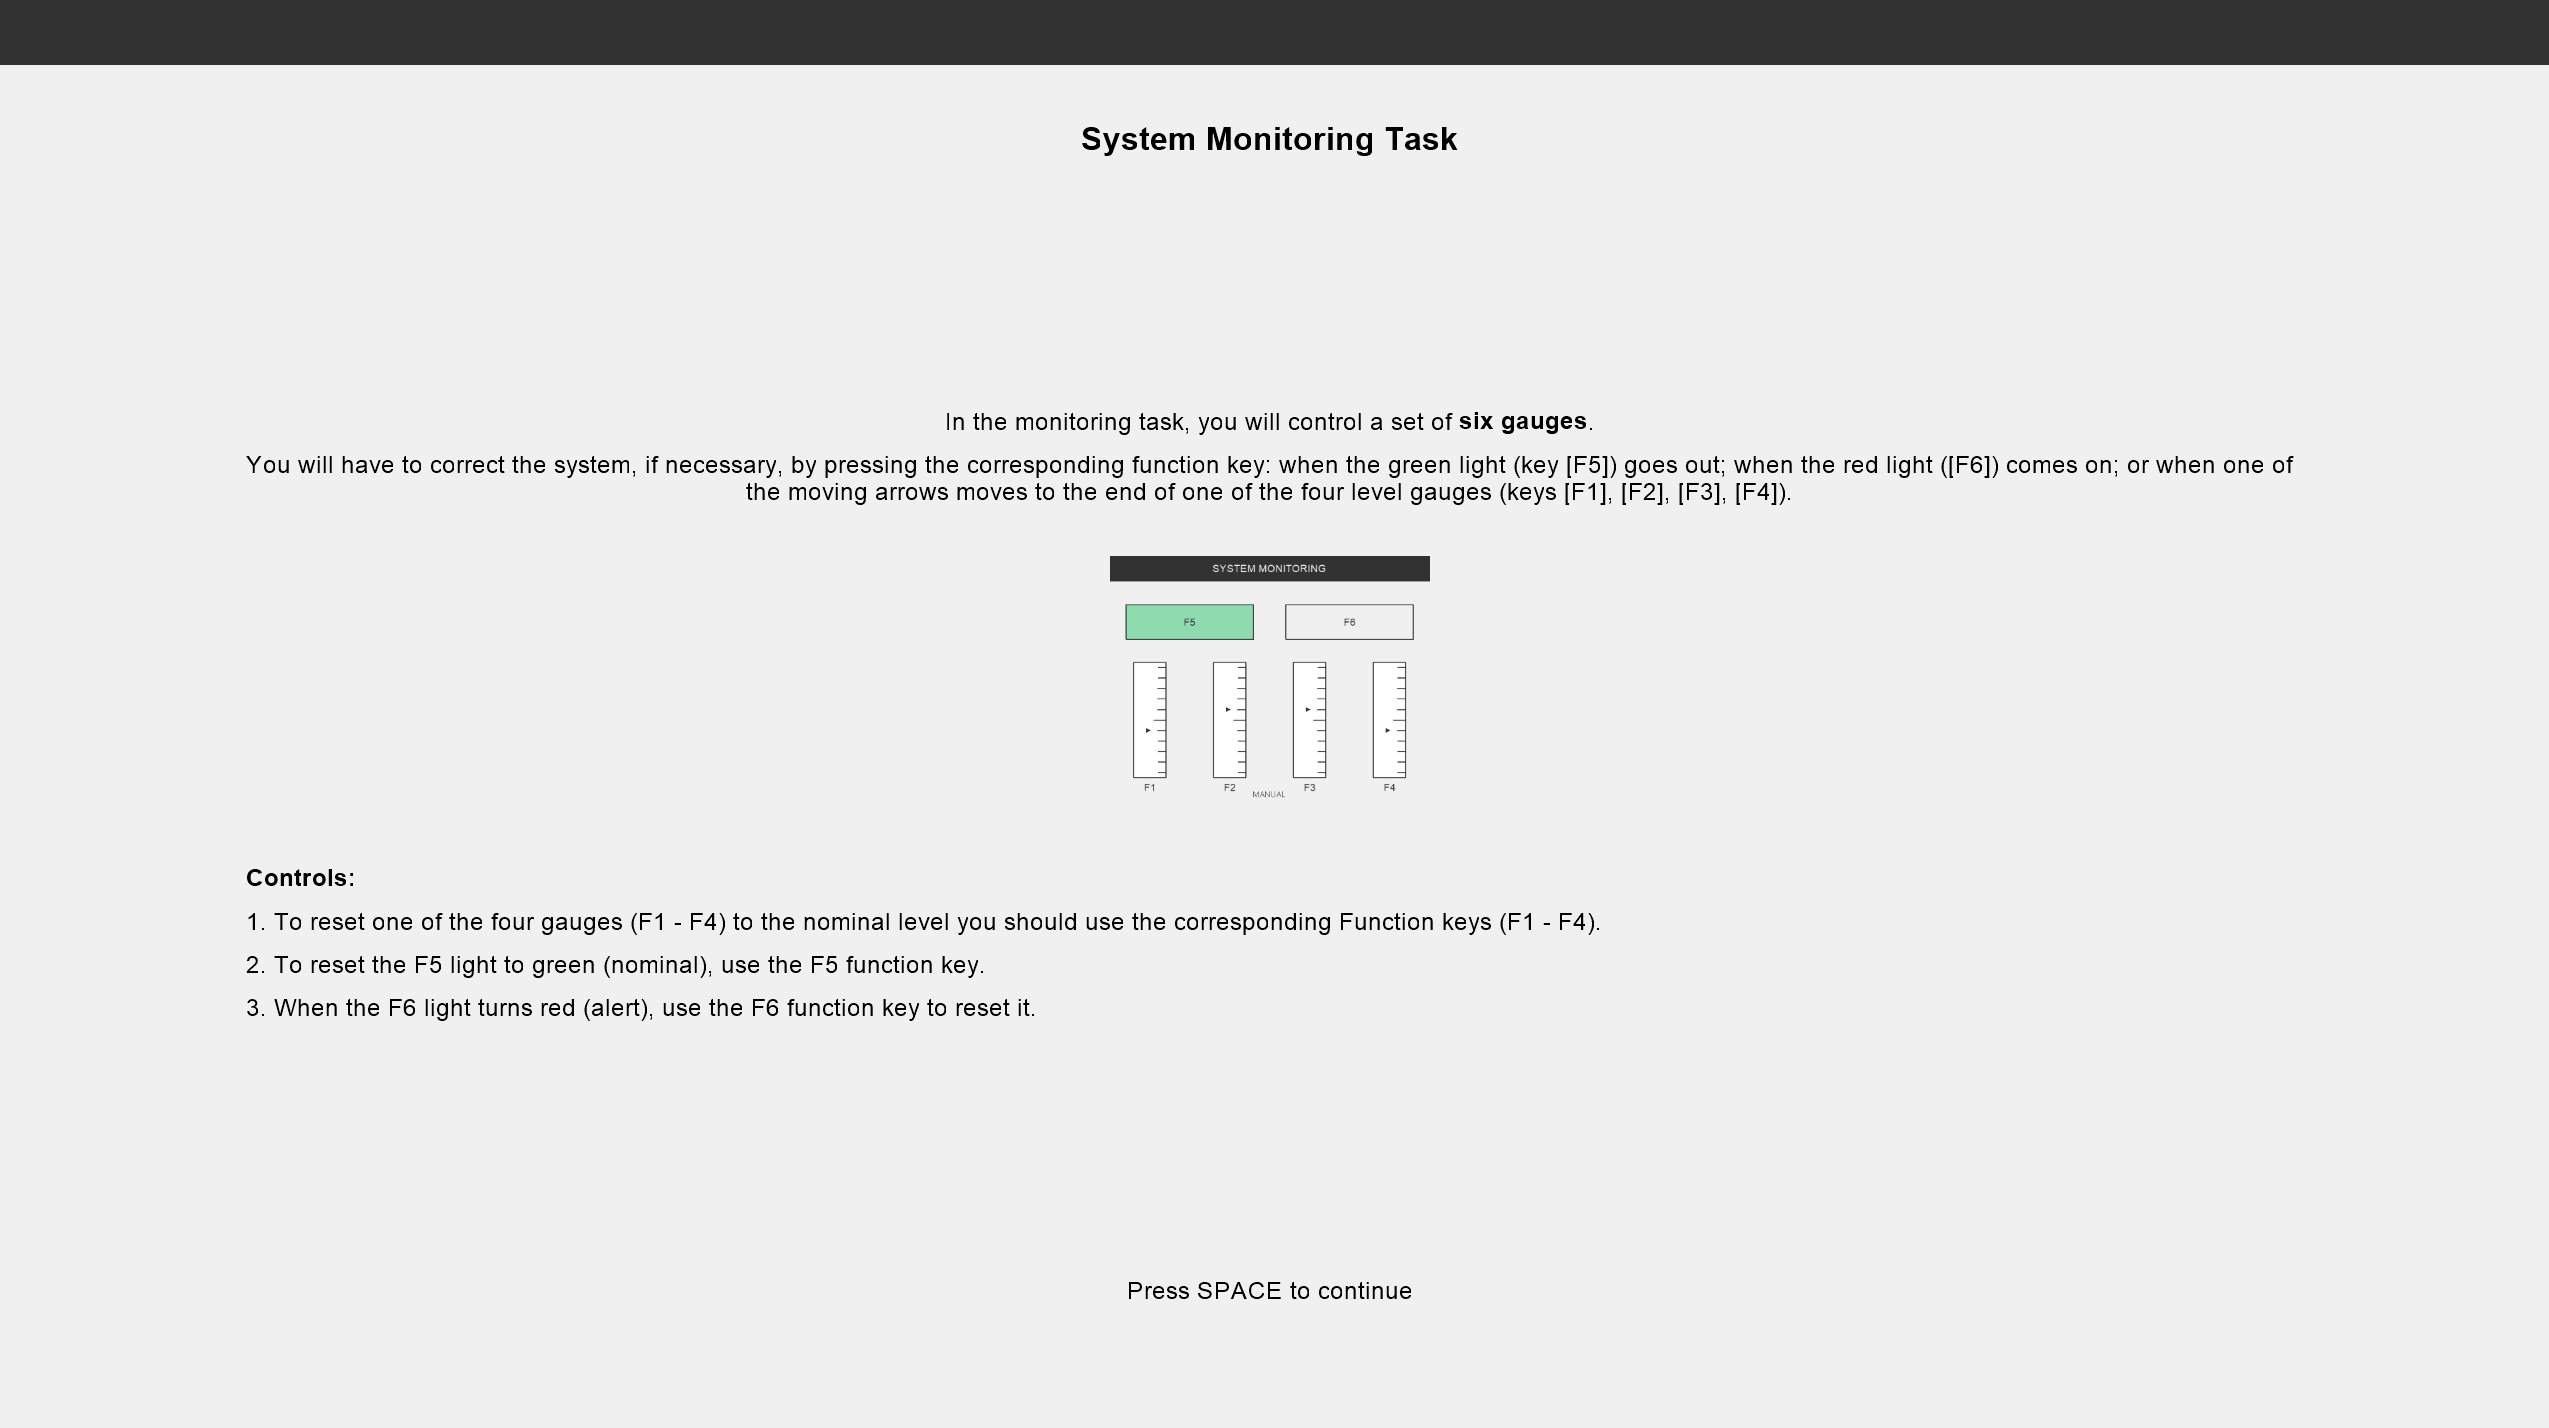 System Monitoring Task
In the monitoring task, you will control a set of six gauges.
You will have to correct the system, if necessary, by pressing the corresponding function key: when the green light (key [F5]) goes out; when the red light ([F6]) comes on; or when one of
the moving arrows moves to the end of one of the four level gauges (keys [F1], [F2], [F3], [F4]).
SYSTEM MONITORING
F5 F6
F1 F2 F3 F4
MANUAL
Controls:
1. To reset one of the four gauges (F1 - F4) to the nominal level you should use the corresponding Function keys (F1 - F4).
2. To reset the F5 light to green (nominal), use the F5 function key.
3. When the F6 light turns red (alert), use the F6 function key to reset it.
Press SPACE to continue